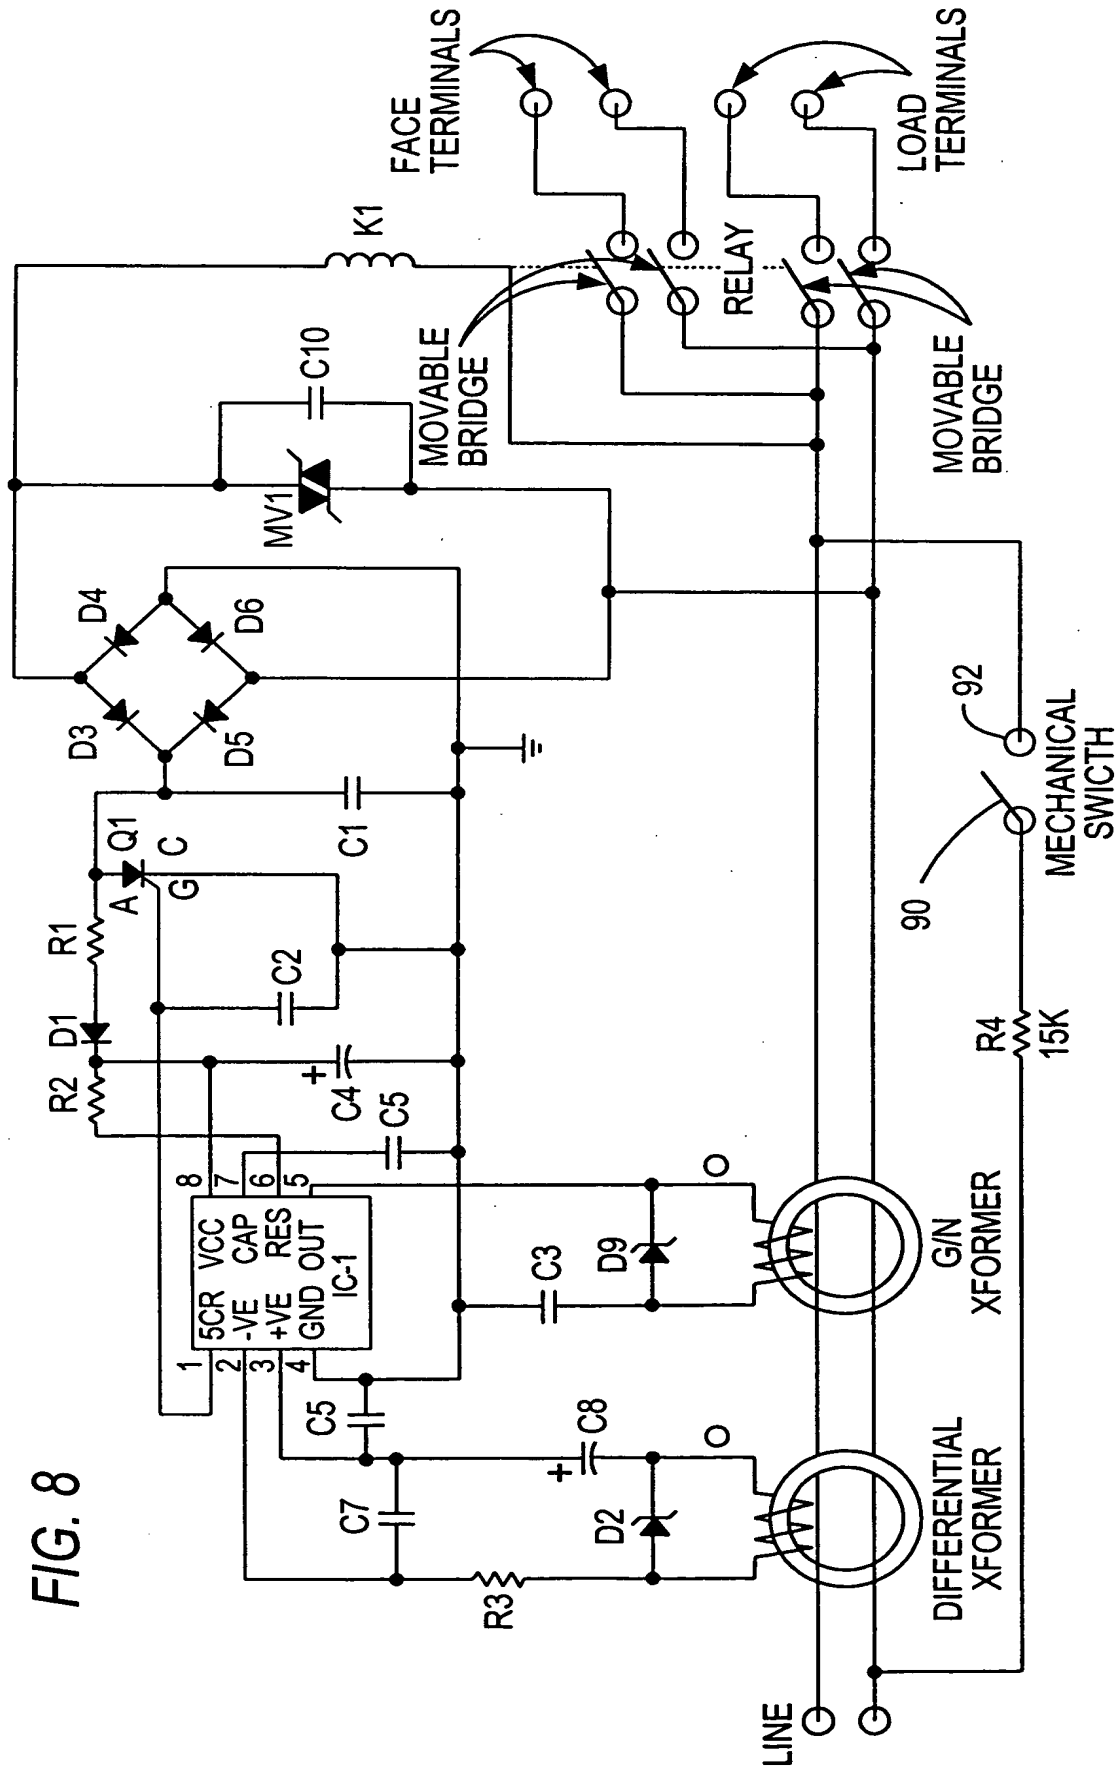 FIG. 8
FACE
TERMINALS
LOAD
TERMINALS
K1
C10
MV1
MOVABLE
BRIDGE
RELAY
MOVABLE
BRIDGE
D4
D6
D3
D5
C1
Q1
A
C
G
R1
D1
R2
C2
+
C4
C5
8
7
6
5
VCC
CAP
RES
OUT
5CR
-VE
+VE
GND
IC-1
1
2
3
4
C5
C7
C3
D9
+
C8
D2
R3
G/N
XFORMER
DIFFERENTIAL
XFORMER
92
90
MECHANICAL
SWICTH
R4
15K
LINE